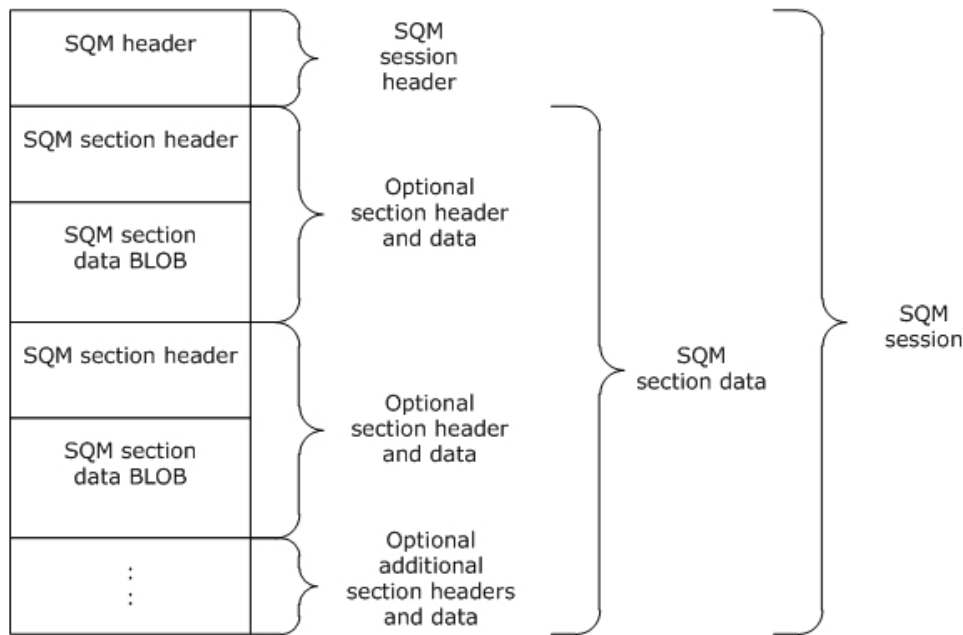 SQM header
SQM
session
header
SQM section header
SQM section
data BLOB
Optional
section header
and data
SQM section header
SQM section
data BLOB
Optional
section header
and data
:
:
Optional
additional
section headers
and data
SQM
section data
SQM
session